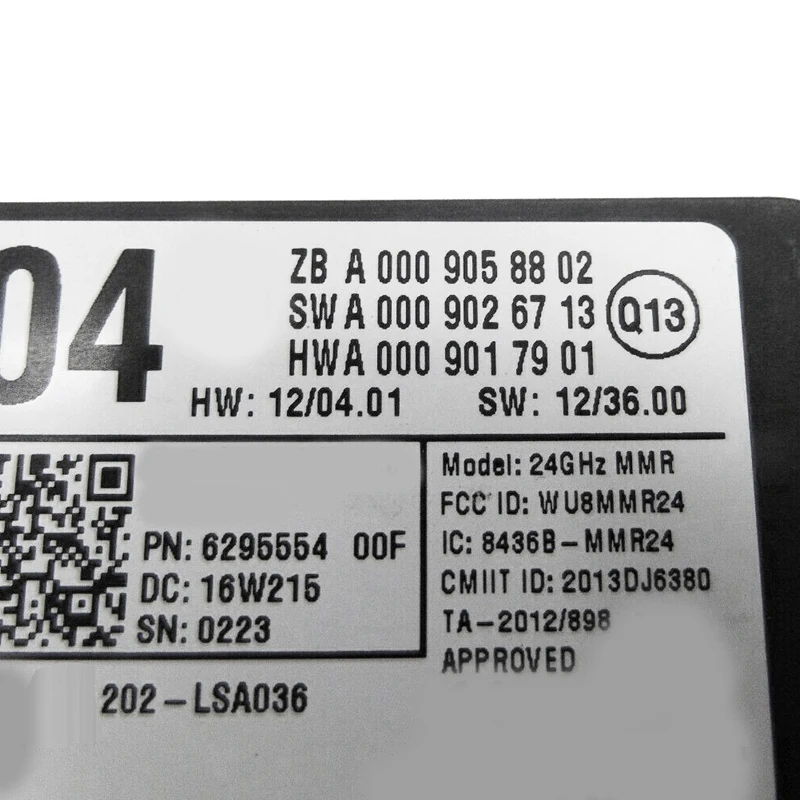 04
ZB A 000 905 88 02
SW A 000 902 67 13
HW A 000 901 79 01
Q13
HW: 12/04.01 SW: 12/36.00
PN: 6295554 00F
DC: 16W215
SN: 0223
Model: 24GHz MMR
FCC ID: WU8MMR24
IC: 8436B-MMR24
CMIIT ID: 2013DJ6380
TA-2012/898
APPROVED
202-LSA036